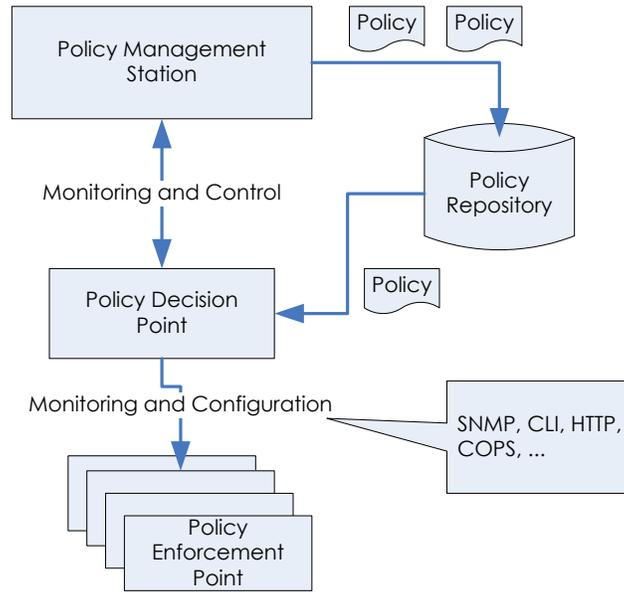 Policy Management
Station
Policy
Policy
Policy
Repository
Monitoring and Control
Policy
Policy Decision
Point
Monitoring and Configuration
SNMP, CLI, HTTP,
COPS, ...
Policy
Enforcement
Point